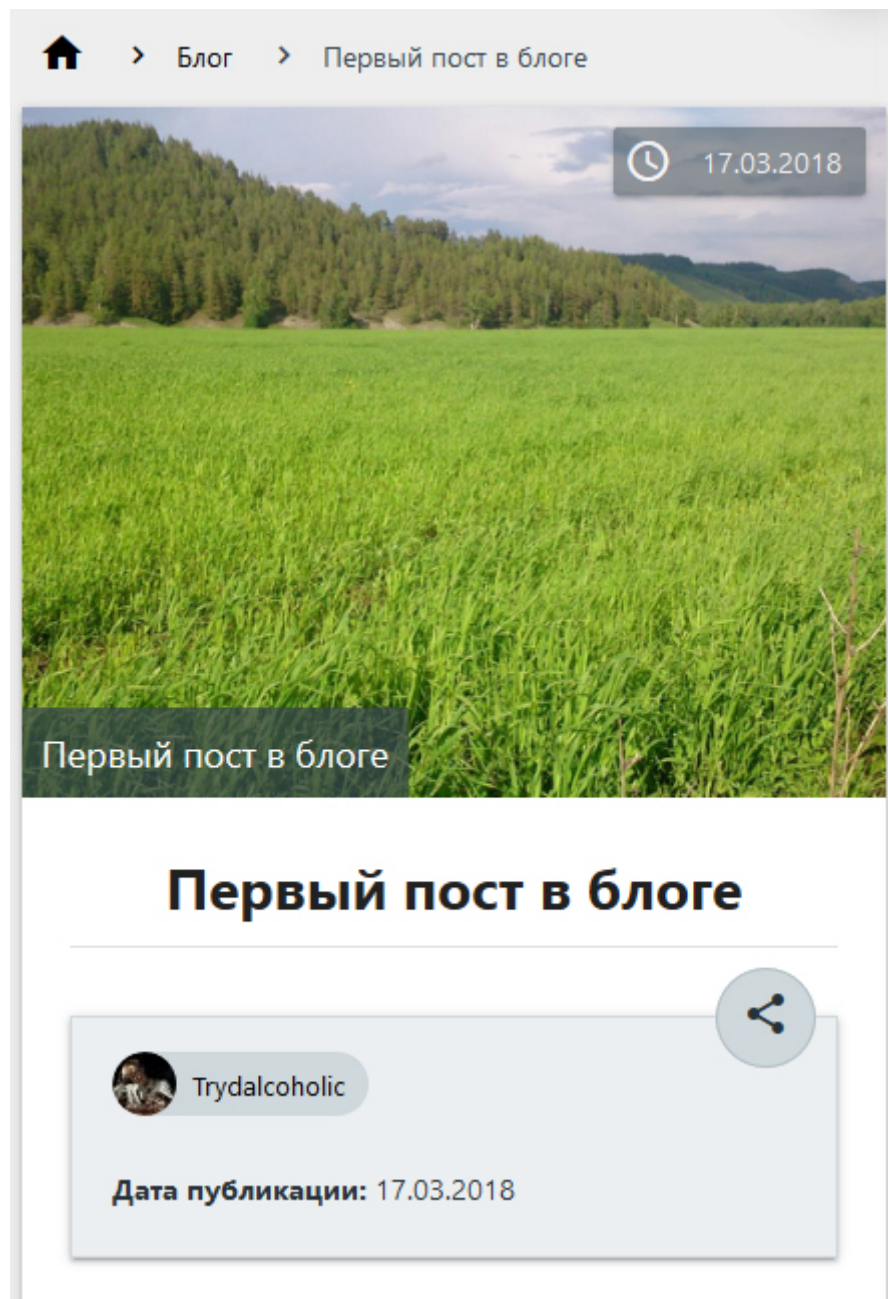 Блог Первый пост в блоге
17.03.2018
Первый пост в блоге
Первый пост в блоге
Trydalcoholic
Дата публикации: 17.03.2018